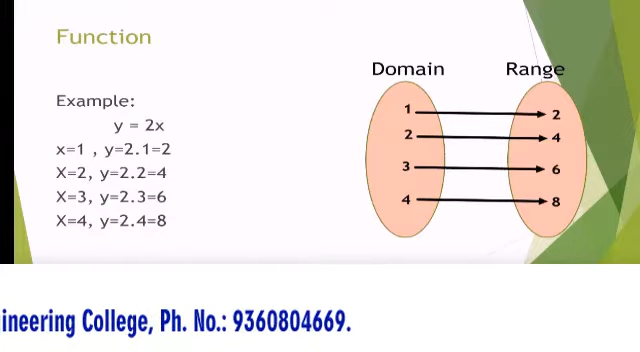 Function
Domain Range
Example:
y = 2x
x=1 , y=2.1=2
X=2, y=2.2=4
X=3, y=2.3=6
X=4, y=2.4=8
1 2
2 4
3 6
4 8
ineering College, Ph. No.: 9360804669.